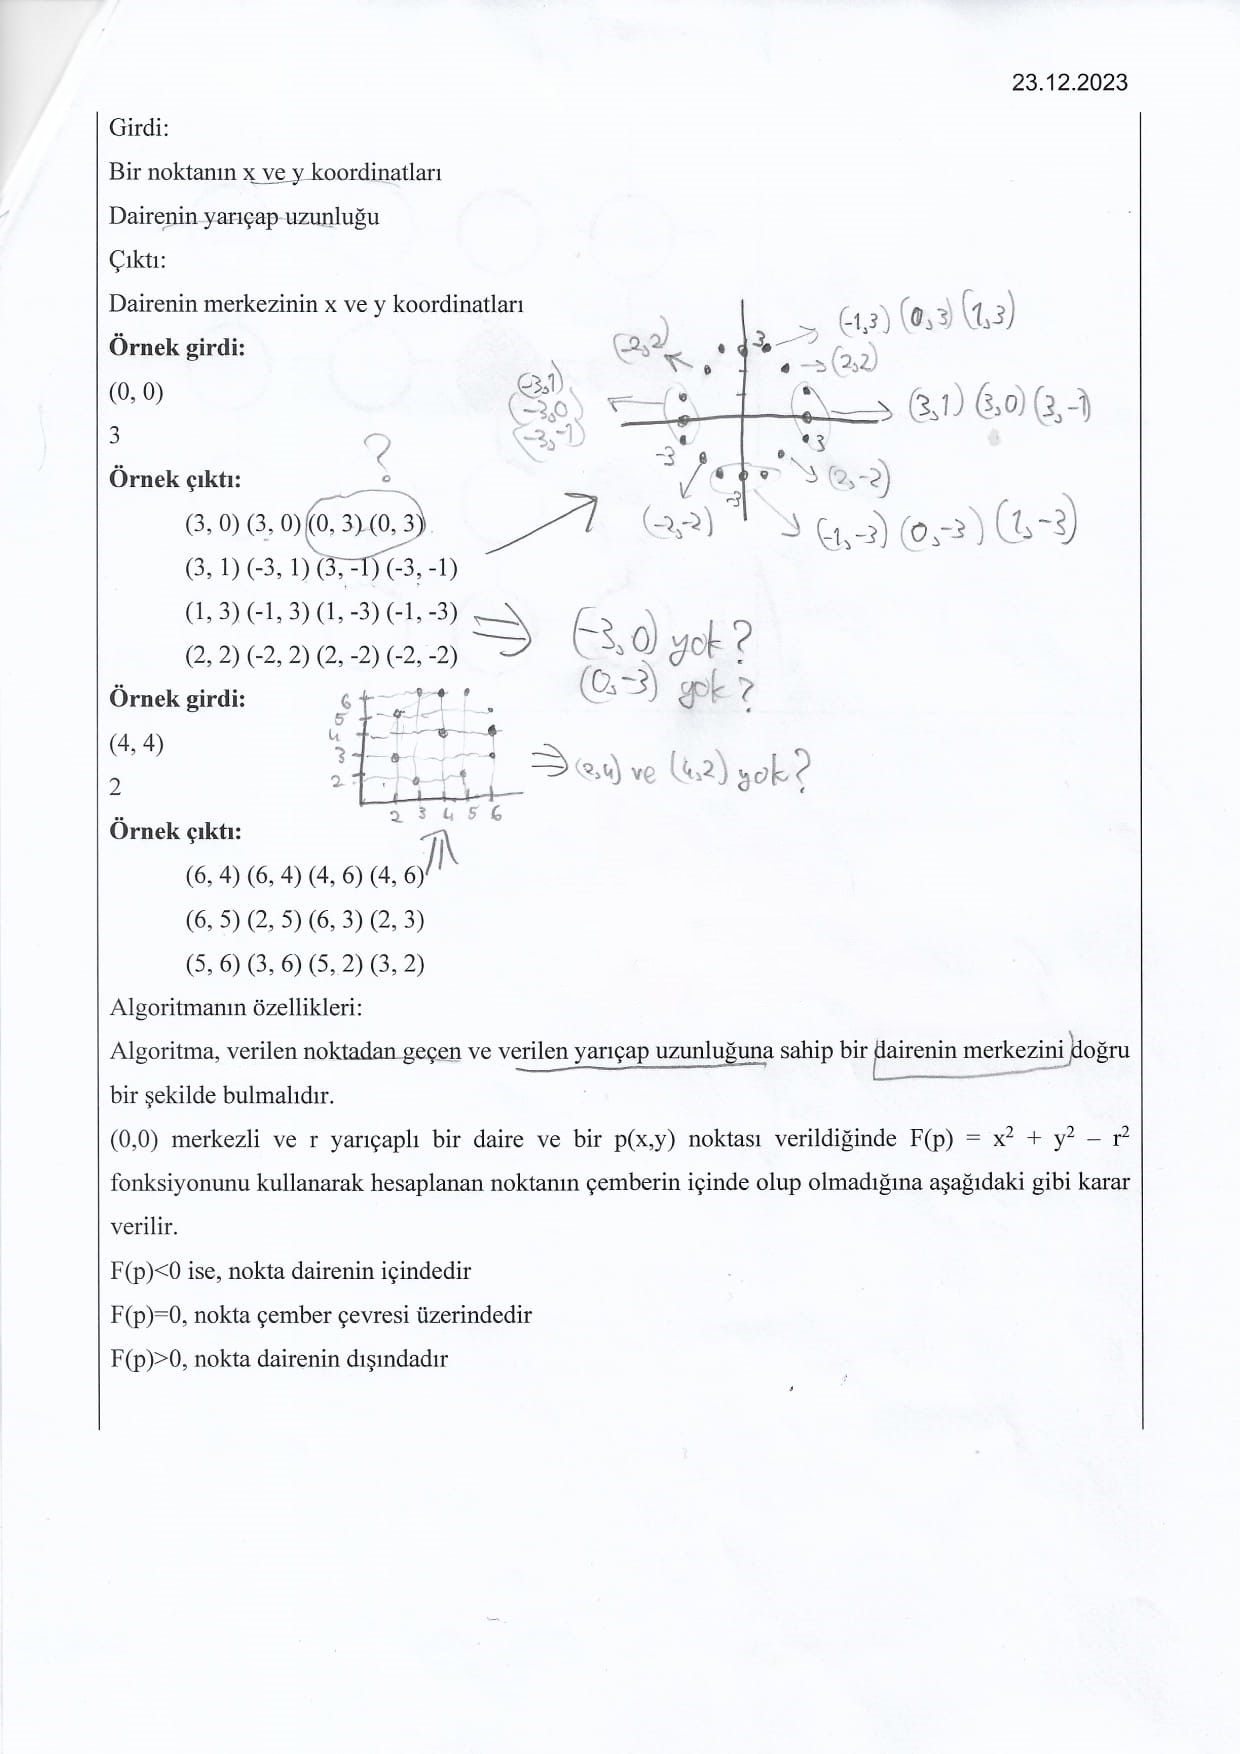 23.12.2023
Girdi:
Bir noktanın x ve y koordinatları
Dairenin yarıçap uzunluğu
Çıktı:
Dairenin merkezinin x ve y koordinatları
Örnek girdi:
(0, 0)
3
Örnek çıktı:
(3, 0) (3, 0) (0, 3) (0, 3)
(3, 1) (-3, 1) (3, -1) (-3, -1)
(1, 3) (-1, 3) (1, -3) (-1, -3)
(2, 2) (-2, 2) (2, -2) (-2, -2)
?
(-2,2)
3
(-1,3) (0,3) (1,3)
(2,2)
(-3,1)
(-3,0)
(-3,-1)
(3,1) (3,0) (3,-1)
-3
3
(2,-2)
-3
(-2,-2)
(-1,-3) (0,-3) (1,-3)
(-3,0) yok?
(0,-3) yok?
Örnek girdi:
(4, 4)
2
6
5
4
3
2
2 3 4 5 6
(2,4) ve (4,2) yok?
Örnek çıktı:
(6, 4) (6, 4) (4, 6) (4, 6)
(6, 5) (2, 5) (6, 3) (2, 3)
(5, 6) (3, 6) (5, 2) (3, 2)
Algoritmanın özellikleri:
Algoritma, verilen noktadan geçen ve verilen yarıçap uzunluğuna sahip bir dairenin merkezini doğru
bir şekilde bulmalıdır.
(0,0) merkezli ve r yarıçaplı bir daire ve bir p(x,y) noktası verildiğinde F(p) = x² + y² – r²
fonksiyonunu kullanarak hesaplanan noktanın çemberin içinde olup olmadığına aşağıdaki gibi karar
verilir.
F(p)<0 ise, nokta dairenin içindedir
F(p)=0, nokta çember çevresi üzerindedir
F(p)>0, nokta dairenin dışındadır